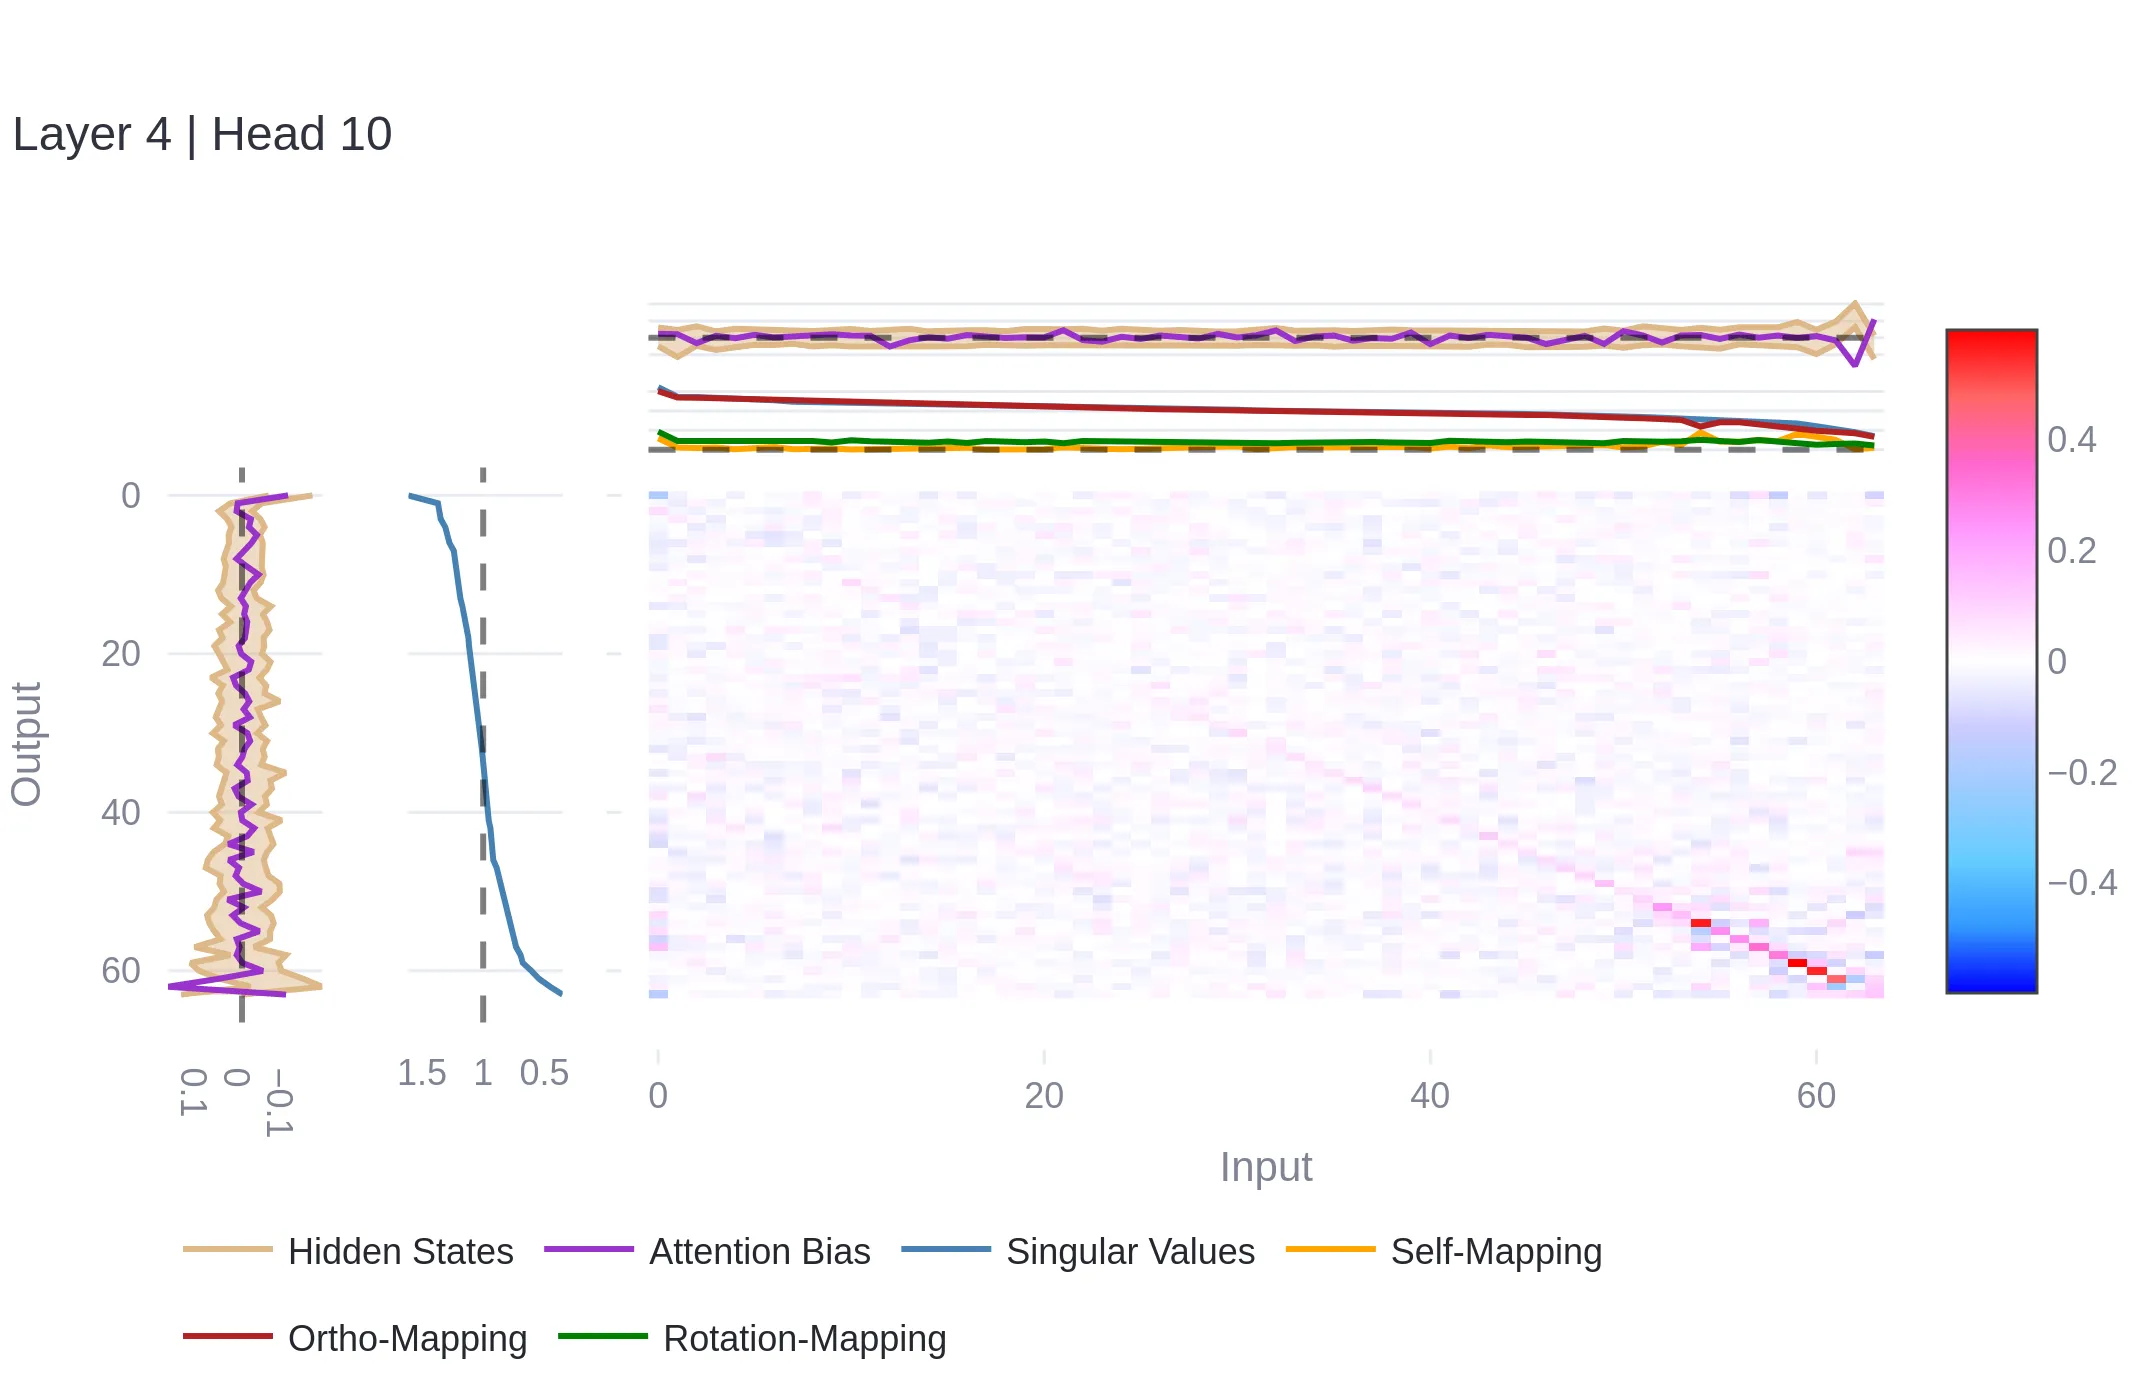 Layer 4 | Head 10
0
20
40
60
Output
0.1
0
−0.1
1.5 1 0.5
0 20 40 60
Input
0.4
0.2
0
−0.2
−0.4
Hidden States Attention Bias Singular Values Self-Mapping
Ortho-Mapping Rotation-Mapping